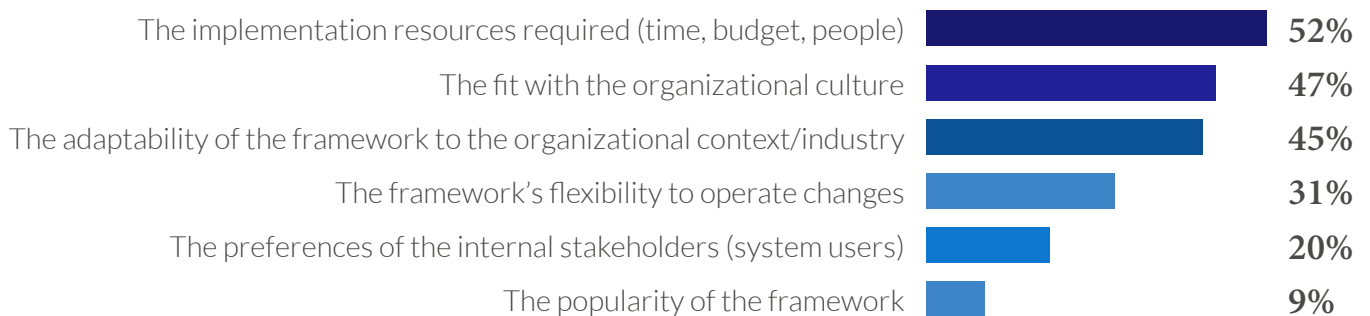 The implementation resources required (time, budget, people) 52%
The fit with the organizational culture 47%
The adaptability of the framework to the organizational context/industry 45%
The framework’s flexibility to operate changes 31%
The preferences of the internal stakeholders (system users) 20%
The popularity of the framework 9%